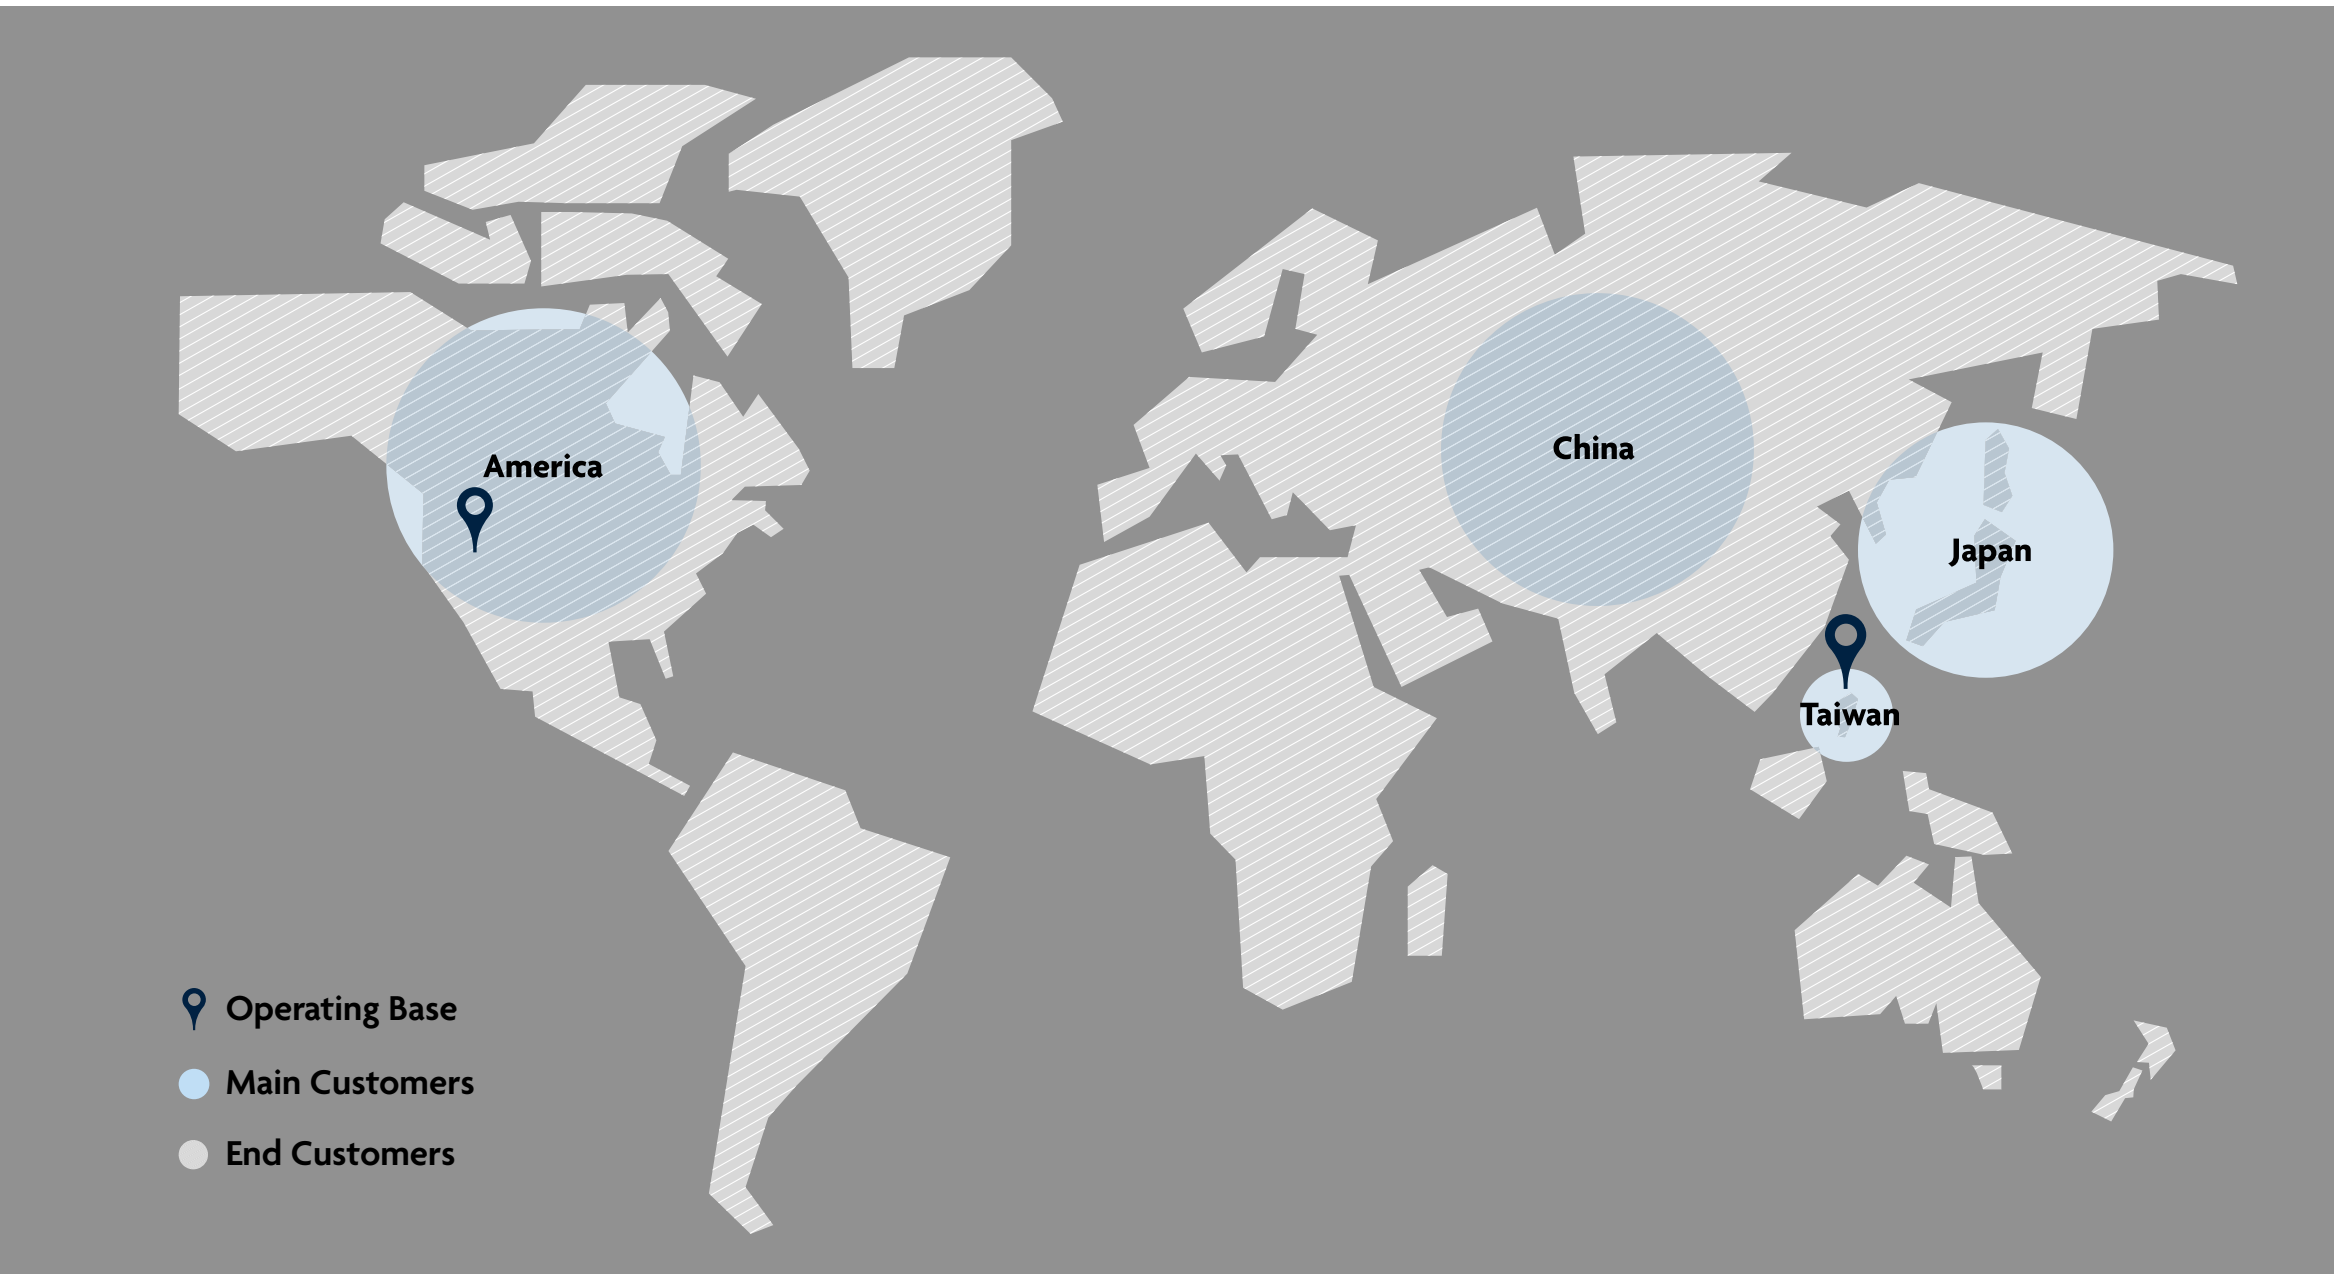 America
China
Japan
Taiwan
Operating Base
Main Customers
End Customers